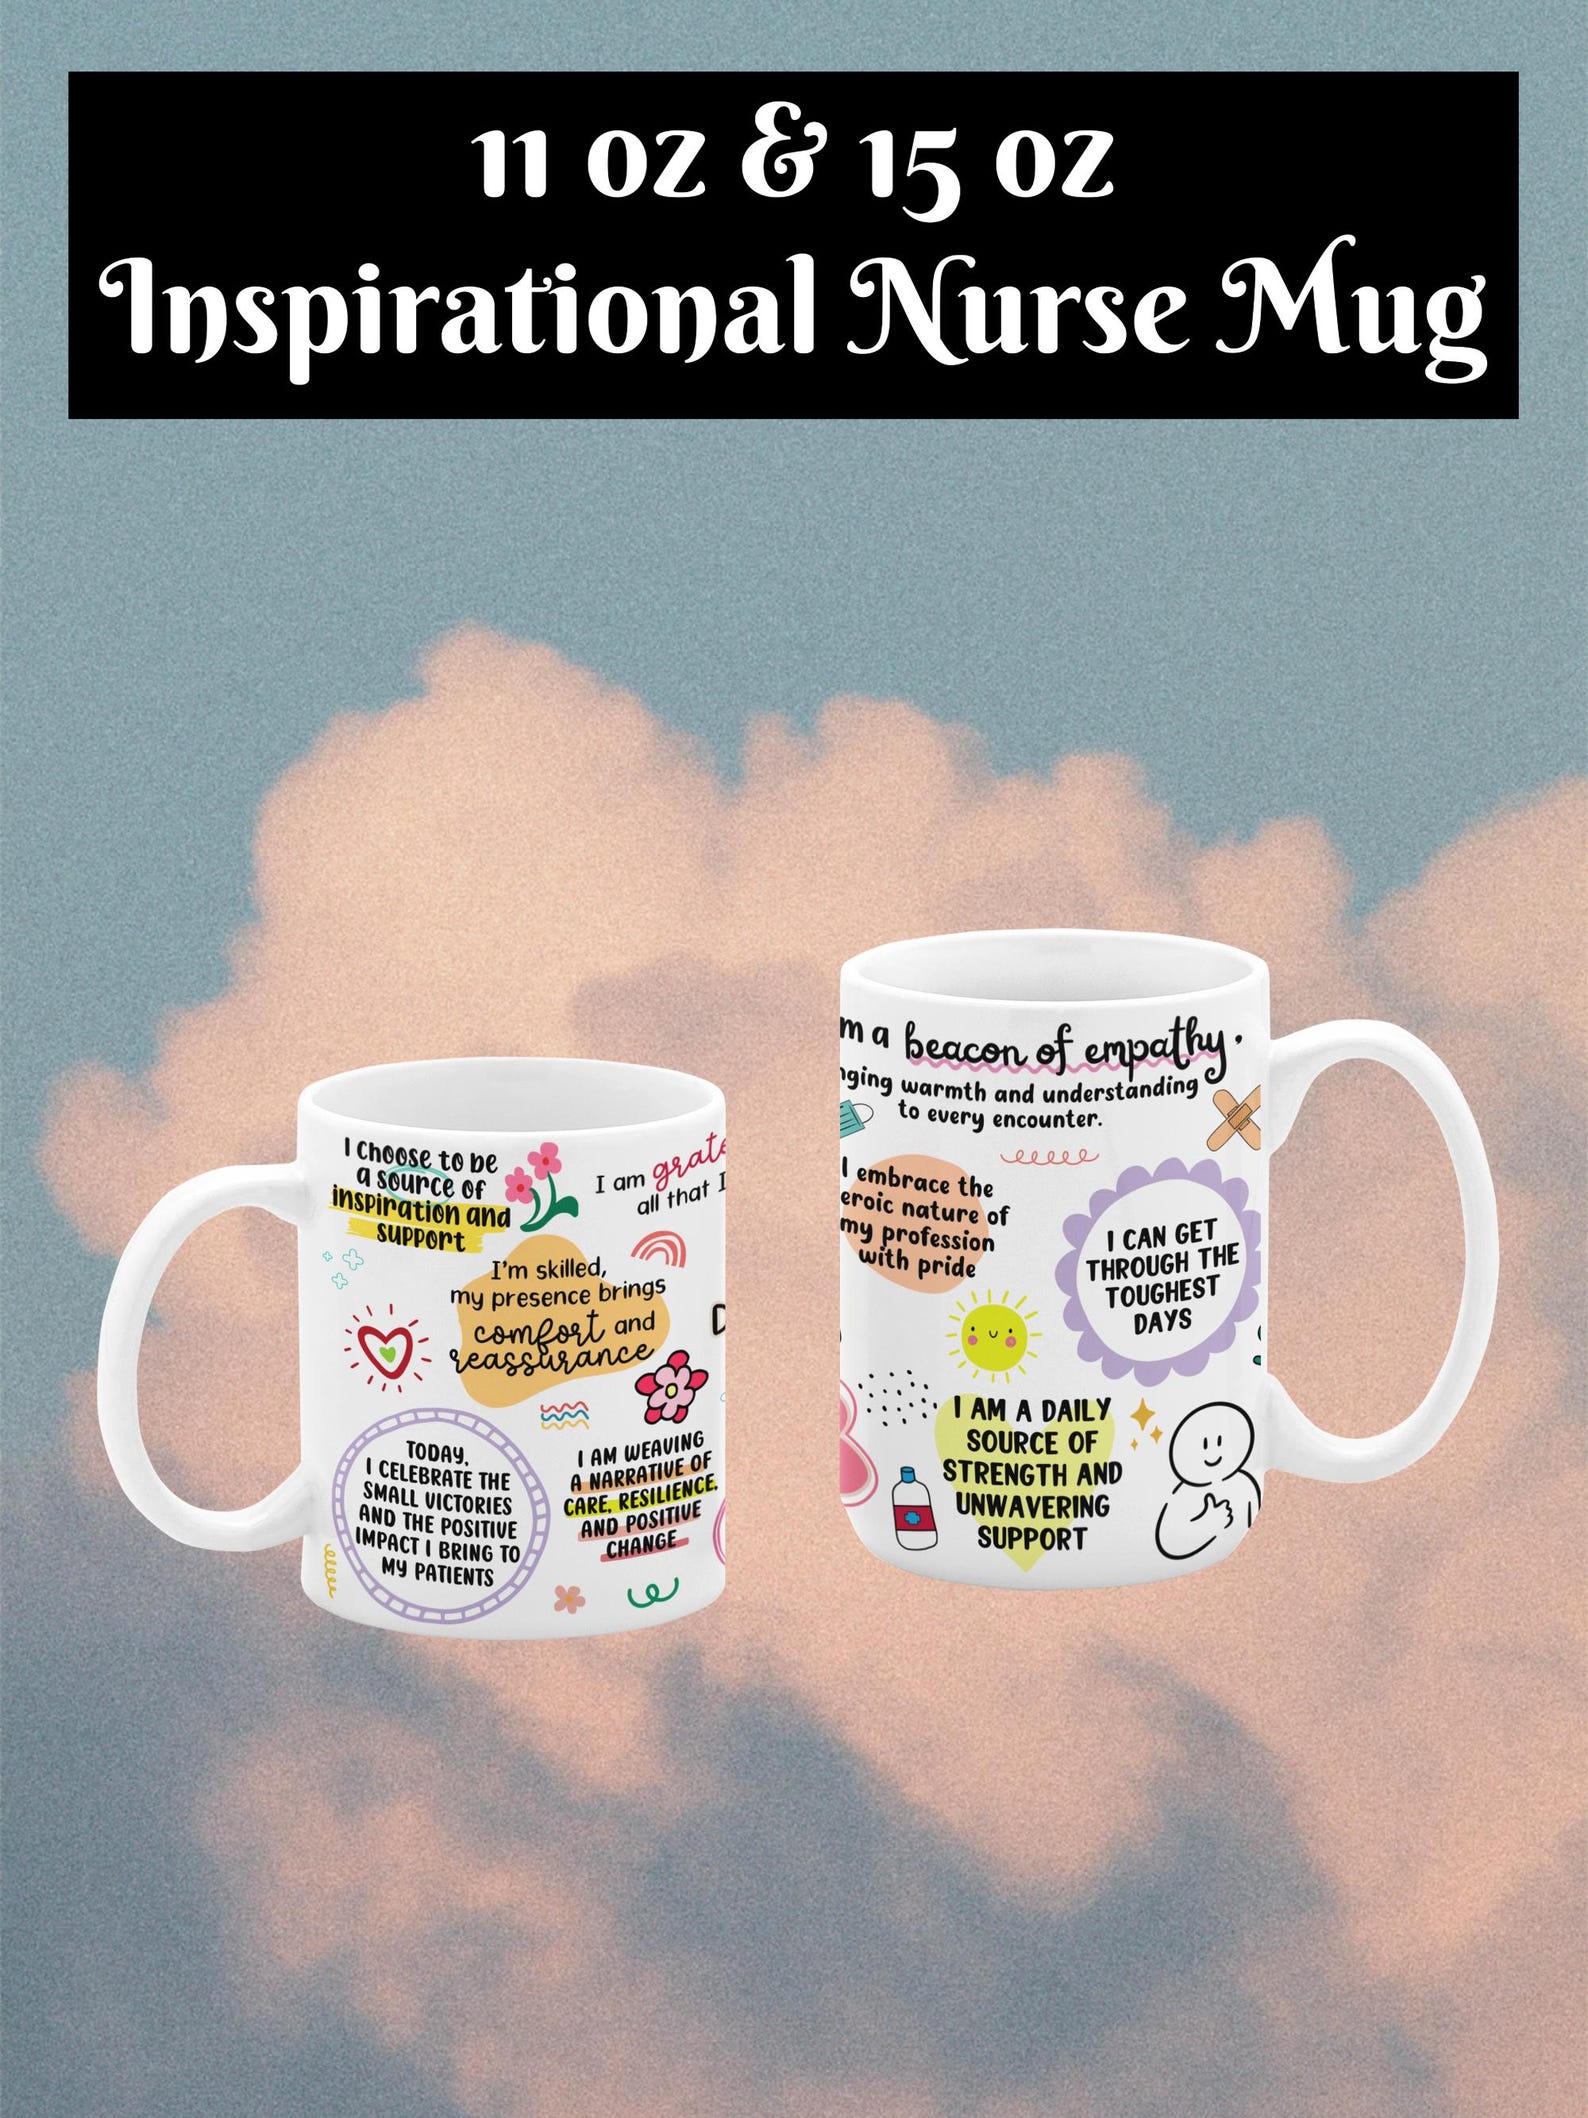 11 oz & 15 oz
Inspirational Nurse Mug
I choose to be
a source of
inspiration and
support
I am
all that I
I'm skilled,
my presence brings
comfort and
reassurance
TODAY,
I CELEBRATE THE
SMALL VICTORIES
AND THE POSITIVE
IMPACT I BRING TO
MY PATIENTS
I AM WEAVING
A NARRATIVE OF
CARE, RESILIENCE,
AND POSITIVE
CHANGE
m a beacon of empathy,
nging warmth and understanding
to every encounter.
I embrace the
eroic nature of
my profession
with pride
I CAN GET
THROUGH THE
TOUGHEST
DAYS
I AM A DAILY
SOURCE OF
STRENGTH AND
UNWAVERING
SUPPORT